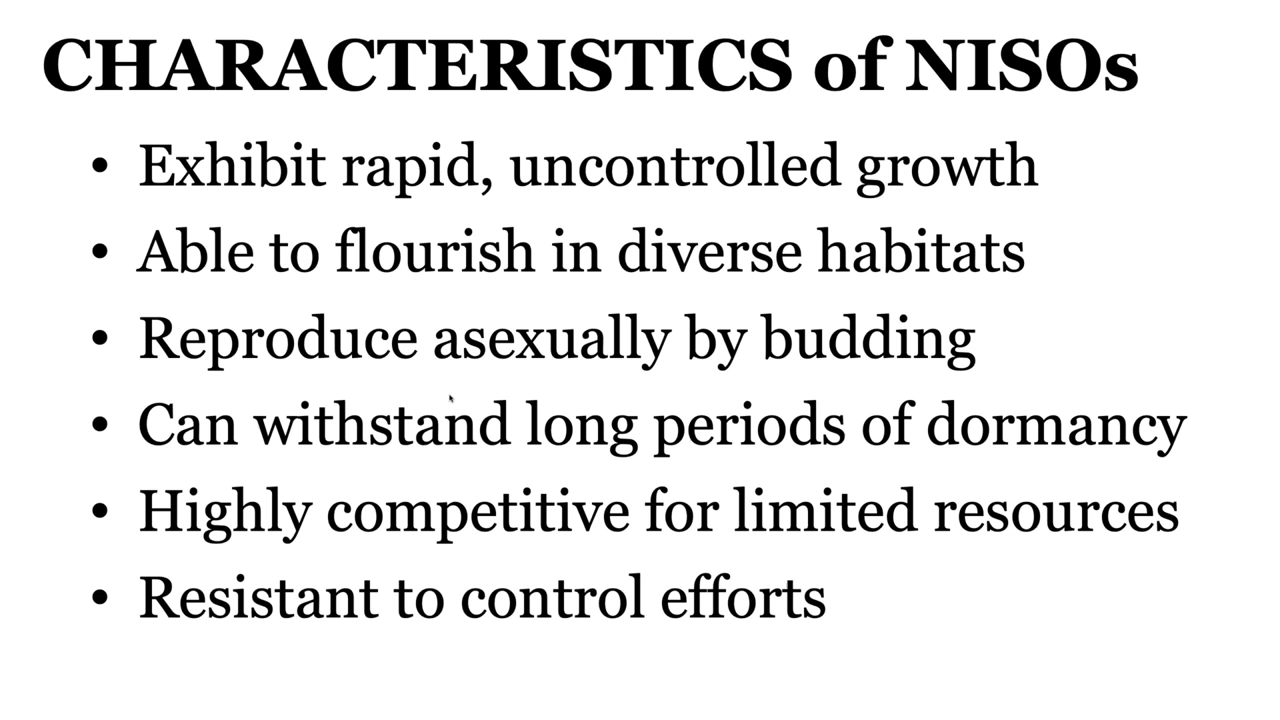 CHARACTERISTICS of NISOs
• Exhibit rapid, uncontrolled growth
• Able to flourish in diverse habitats
• Reproduce asexually by budding
• Can withstand long periods of dormancy
• Highly competitive for limited resources
• Resistant to control efforts